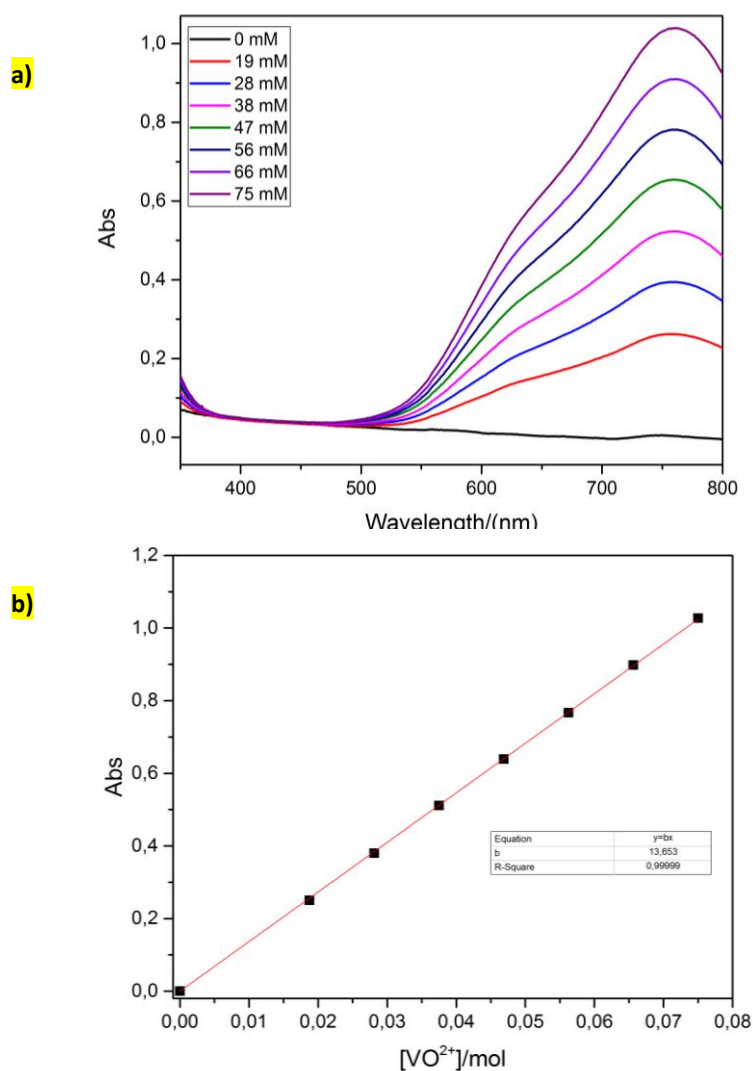 a)
0 mM
19 mM
28 mM
38 mM
47 mM
56 mM
66 mM
75 mM
Abs
1,0
0,8
0,6
0,4
0,2
0,0
400 500 600 700 800
Wavelength/(nm)
b)
Abs
1,2
1,0
0,8
0,6
0,4
0,2
0,0
Equation y=bx
b 13,653
R-Square 0,99999
0,00 0,01 0,02 0,03 0,04 0,05 0,06 0,07 0,08
[VO²⁺]/mol